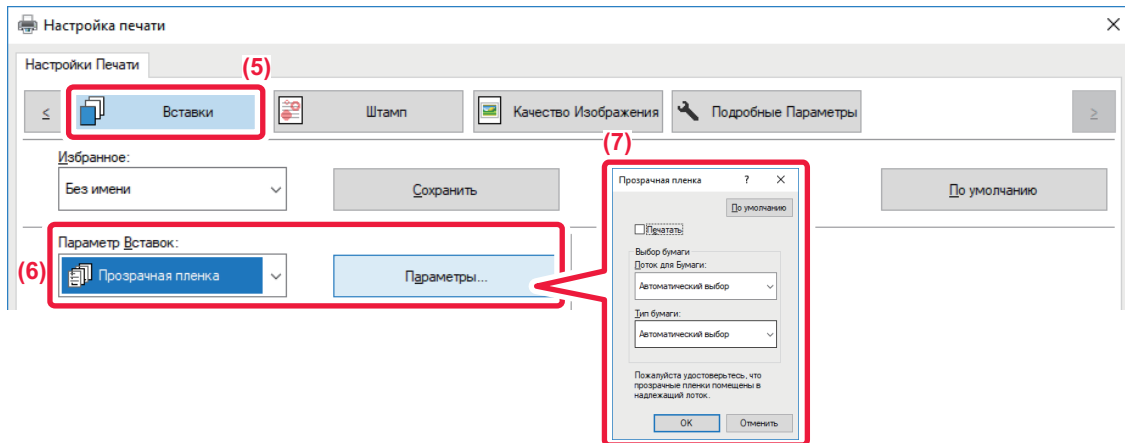 Настройка печати
Настройки Печати
(5)
≤
Вставки
Штамп
Качество Изображения
Подробные Параметры
≥
Избранное:
Без имени
Сохранить
По умолчанию
(6)
Параметр Вставок:
Прозрачная пленка
Параметры...
(7)
Прозрачная пленка ?
По умолчанию
Печатать
Выбор бумаги
Лоток для Бумаги:
Автоматический выбор
Тип бумаги:
Автоматический выбор
Пожалуйста удостоверьтесь, что
прозрачные пленки помещены в
надлежащий лоток.
OK
Отменить